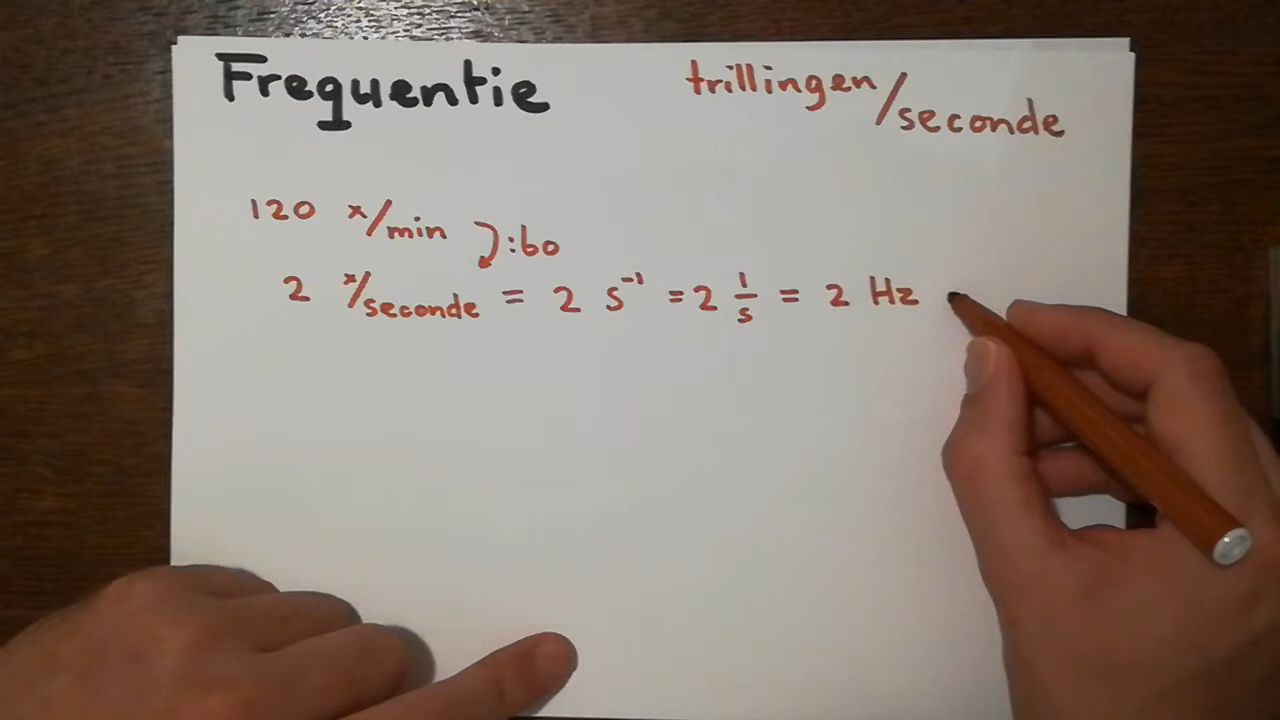 Frequentie
trillingen/seconde
120 x/min
:60
2 x/seconde = 2 s⁻¹ = 2 1/s = 2 Hz